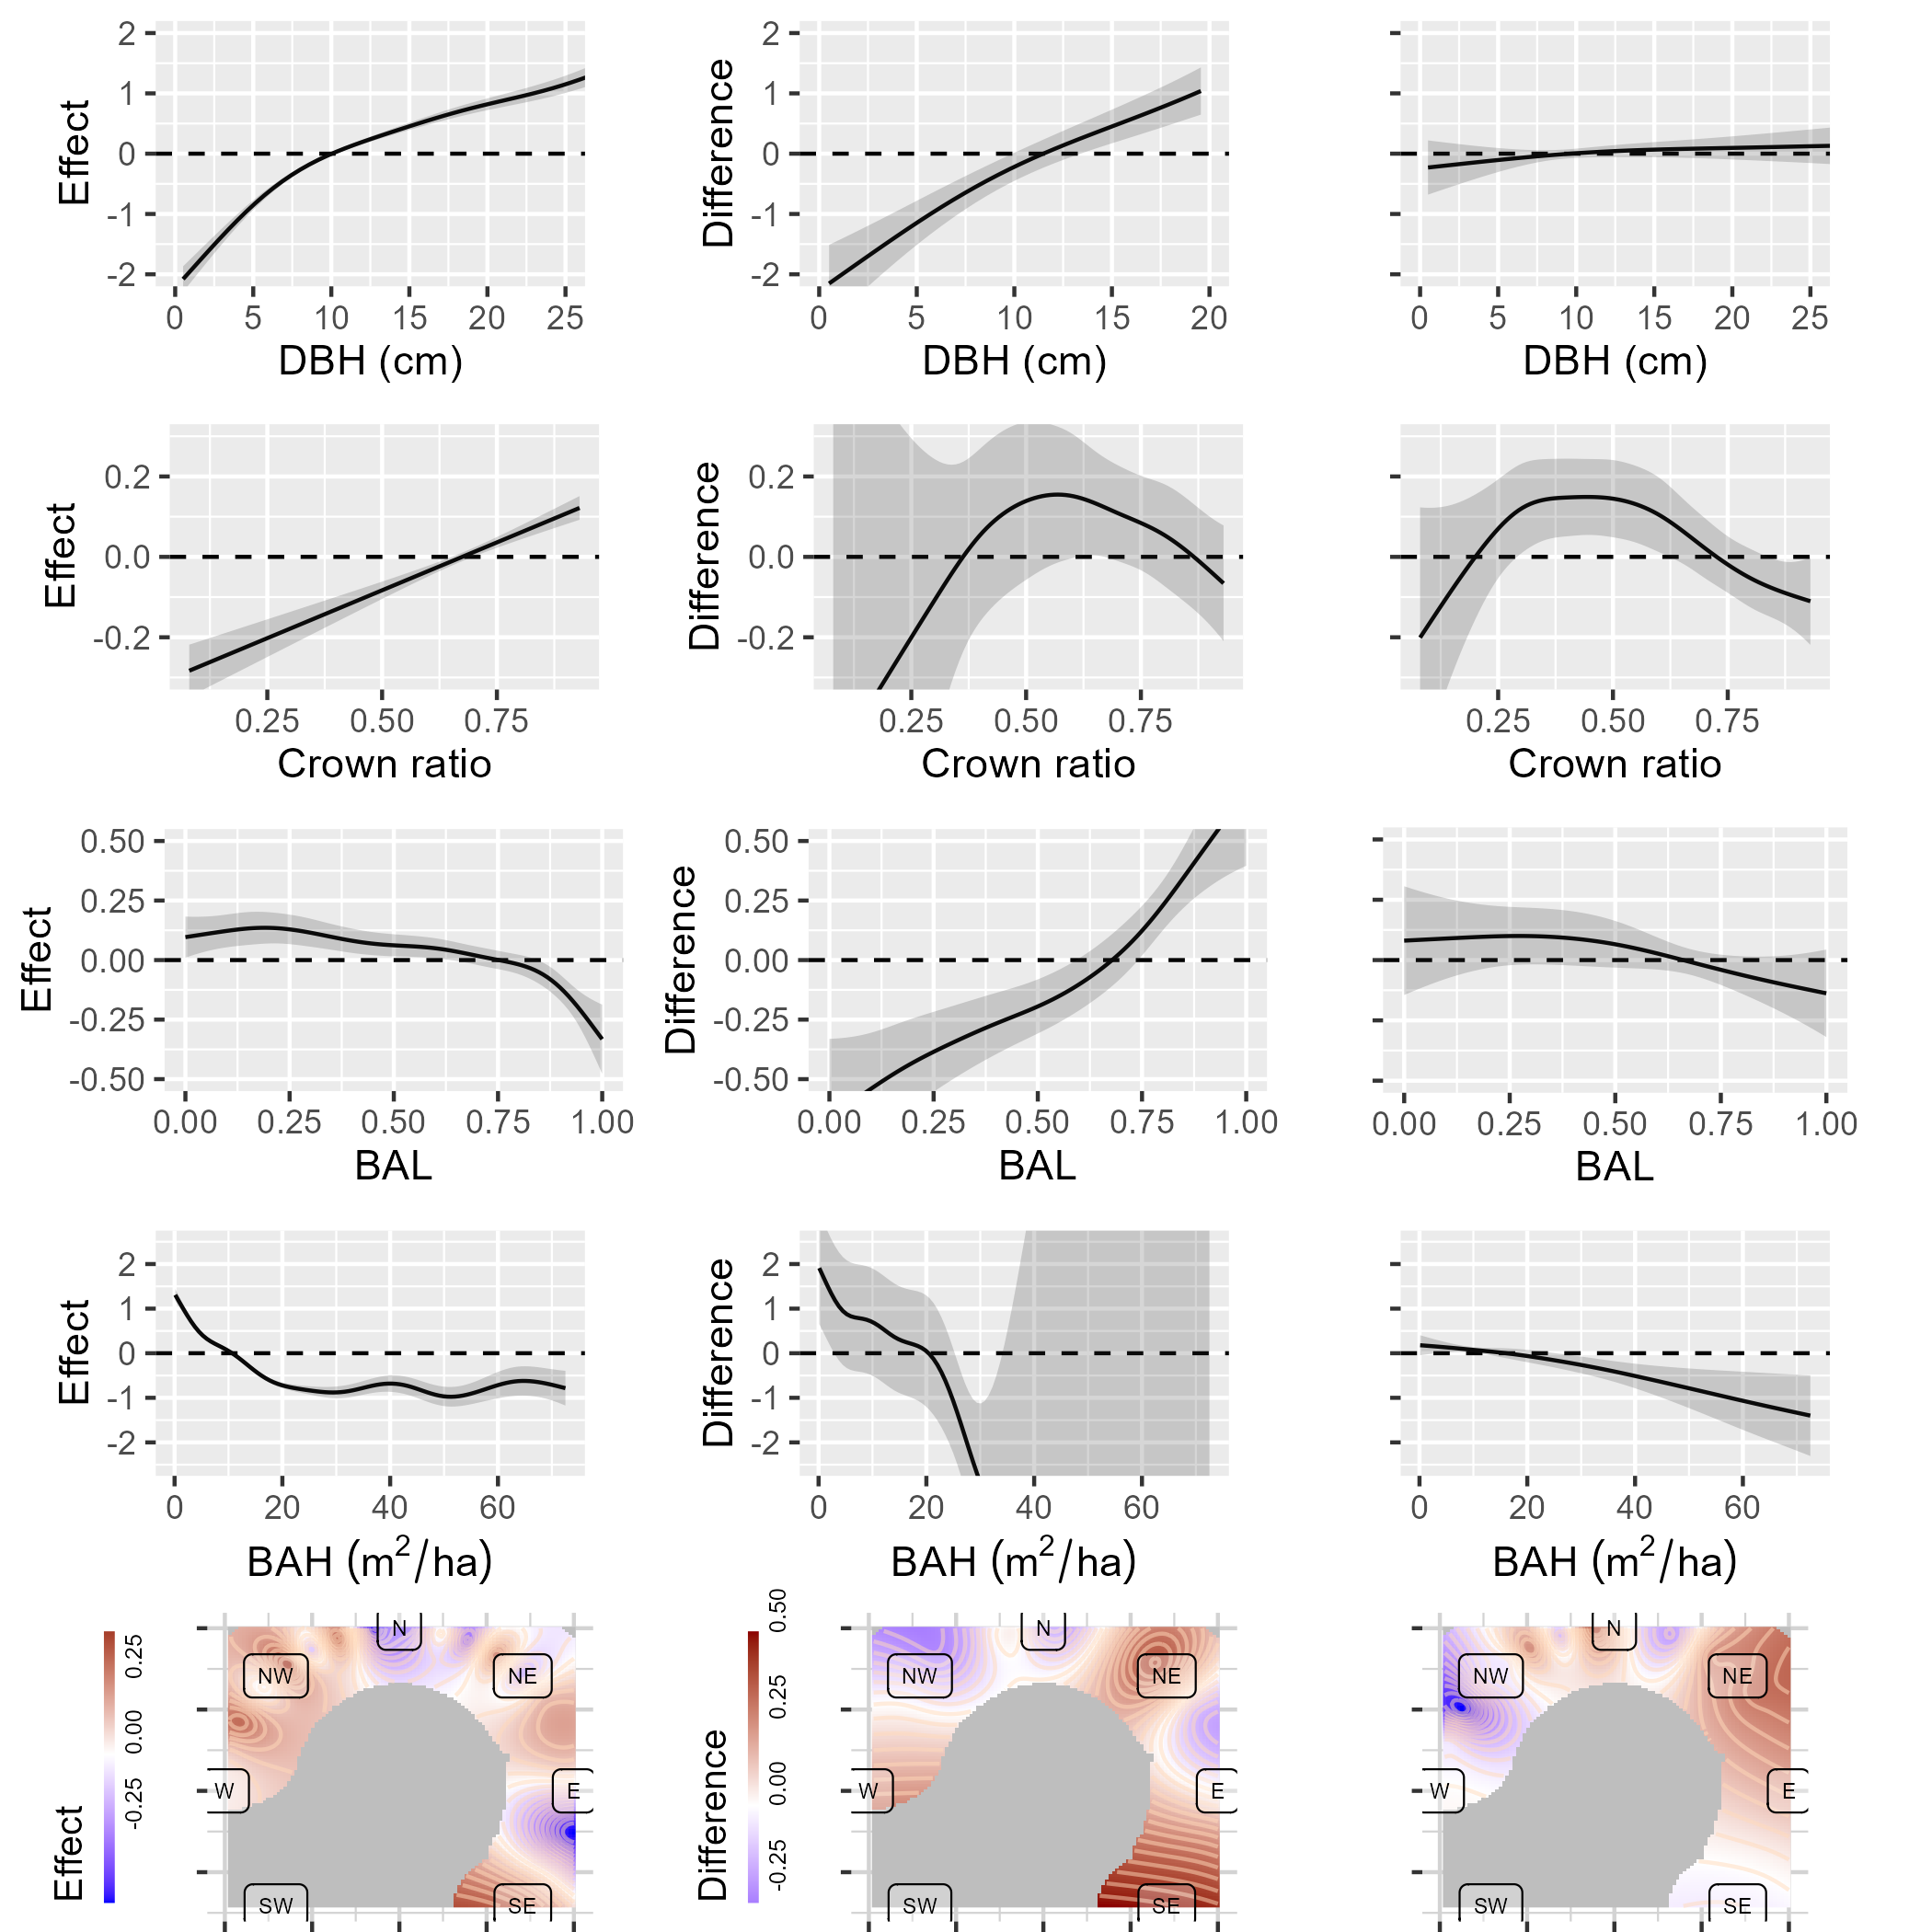 2
1
0
-1
-2
Effect
0 5 10 15 20 25
DBH (cm)
2
1
0
-1
-2
Difference
0 5 10 15 20
DBH (cm)
0 5 10 15 20 25
DBH (cm)
0.2
0.0
-0.2
Effect
0.25 0.50 0.75
Crown ratio
0.2
0.0
-0.2
Difference
0.25 0.50 0.75
Crown ratio
0.25 0.50 0.75
Crown ratio
0.50
0.25
0.00
-0.25
-0.50
Effect
0.00 0.25 0.50 0.75 1.00
BAL
0.50
0.25
0.00
-0.25
-0.50
Difference
0.00 0.25 0.50 0.75 1.00
BAL
0.00 0.25 0.50 0.75 1.00
BAL
2
1
0
-1
-2
Effect
0 20 40 60
BAH (m²/ha)
2
1
0
-1
-2
Difference
0 20 40 60
BAH (m²/ha)
0 20 40 60
BAH (m²/ha)
Effect
0.25
0.00
-0.25
N
NW NE
W E
SW SE
Difference
0.50
0.25
0.00
-0.25
N
NW NE
W E
SW SE
N
NW NE
W E
SW SE